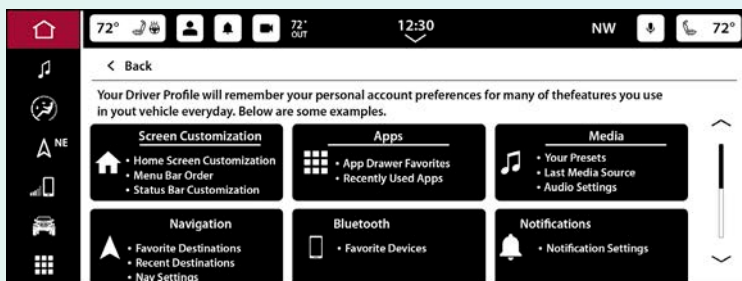 72° 72° OUT 12:30 NW 72°
< Back
Your Driver Profile will remember your personal account preferences for many of thefeatures you use
in yout vehicle everyday. Below are some examples.
Screen Customization
• Home Screen Customization
• Menu Bar Order
• Status Bar Customization
Apps
• App Drawer Favorites
• Recently Used Apps
Media
• Your Presets
• Last Media Source
• Audio Settings
NE
Navigation
• Favorite Destinations
• Recent Destinations
• Nav Settings
Bluetooth
• Favorite Devices
Notifications
• Notification Settings